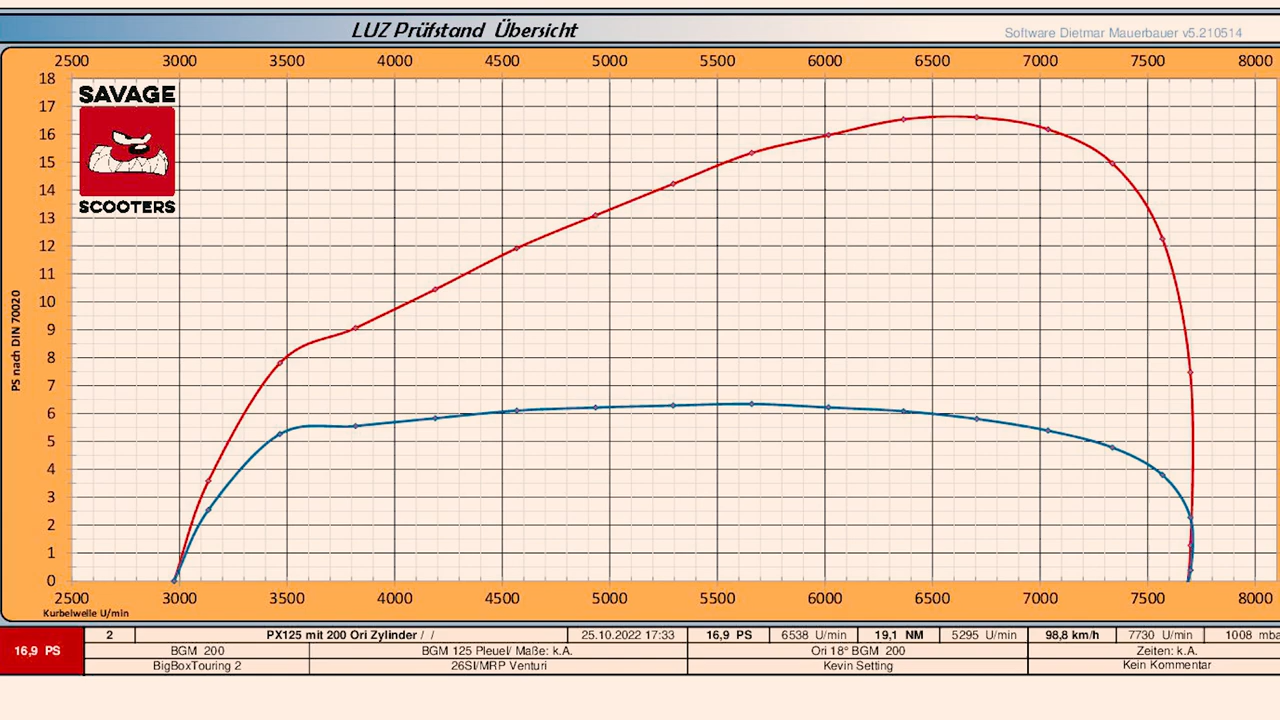 LUZ Prüfstand Übersicht
Software Dietmar Mauerbauer v5.210514
2500 3000 3500 4000 4500 5000 5500 6000 6500 7000 7500 8000
18
SAVAGE
17
16
15
14
SCOOTERS
13
12
11
10
9
8
7
6
5
4
3
2
1
0
PS nach DIN 70020
2500 3000 3500 4000 4500 5000 5500 6000 6500 7000 7500 8000
Kurbelwelle U/min
16,9 PS
2 PX125 mit 200 Ori Zylinder / / 25.10.2022 17:33 16,9 PS 6538 U/min 19,1 NM 5295 U/min 98,8 km/h 7730 U/min 1008 mba
BGM 200 BGM 125 Pleuel/ Maße: k.A. Ori 18° BGM 200 Zeiten: k.A.
BigBoxTouring 2 26SI/MRP Venturi Kevin Setting Kein Kommentar